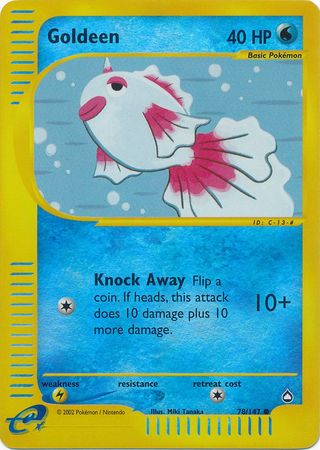 Goldeen 40 HP
Basic Pokémon
ID: C-13-#
Knock Away Flip a
coin. If heads, this attack
does 10 damage plus 10
more damage.
10+
weakness resistance retreat cost
© 2002 Pokémon / Nintendo Illus. Miki Tanaka 78/147
e